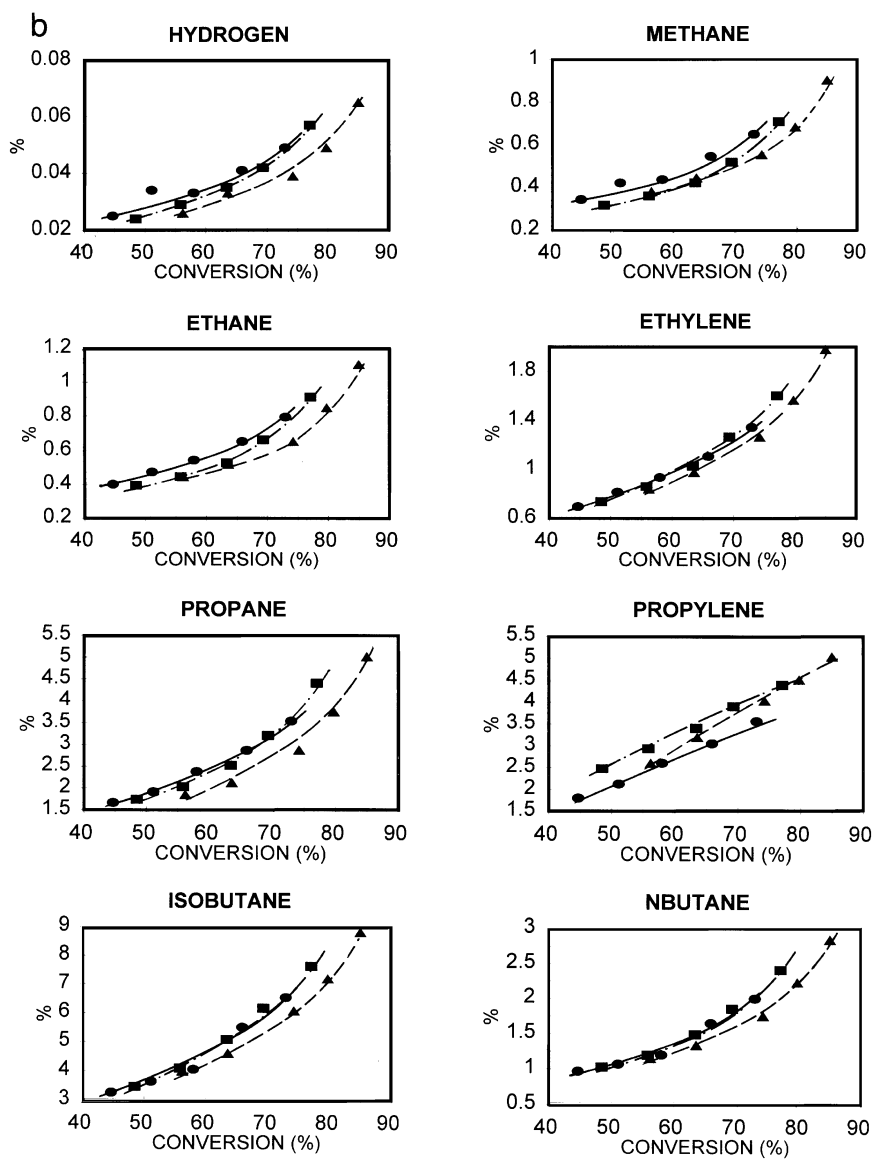 b
HYDROGEN
0.08
0.06
0.04
0.02
%
40 50 60 70 80 90
CONVERSION (%)
METHANE
1
0.8
0.6
0.4
0.2
%
40 50 60 70 80 90
CONVERSION (%)
ETHANE
1.2
1
0.8
0.6
0.4
0.2
%
40 50 60 70 80 90
CONVERSION (%)
ETHYLENE
1.8
1.4
1
0.6
%
40 50 60 70 80 90
CONVERSION (%)
PROPANE
5.5
5
4.5
4
3.5
3
2.5
2
1.5
%
40 50 60 70 80 90
CONVERSION (%)
PROPYLENE
5.5
5
4.5
4
3.5
3
2.5
2
1.5
%
40 50 60 70 80 90
CONVERSION (%)
ISOBUTANE
9
8
7
6
5
4
3
%
40 50 60 70 80 90
CONVERSION (%)
NBUTANE
3
2.5
2
1.5
1
0.5
%
40 50 60 70 80 90
CONVERSION (%)